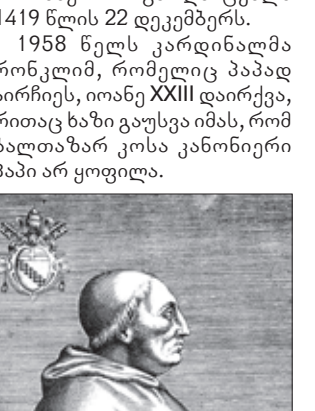 1419 წლის 22 დეკემბერს.
1958 წელს კარდინალმა
რონკლიმ, რომელიც პაპად
აირჩიეს, იოანე XXIII დაირქვა,
რითაც ხაზი გაუსვა იმას, რომ
ბალთაზარ კოსა კანონიერი
პაპი არ ყოფილა.